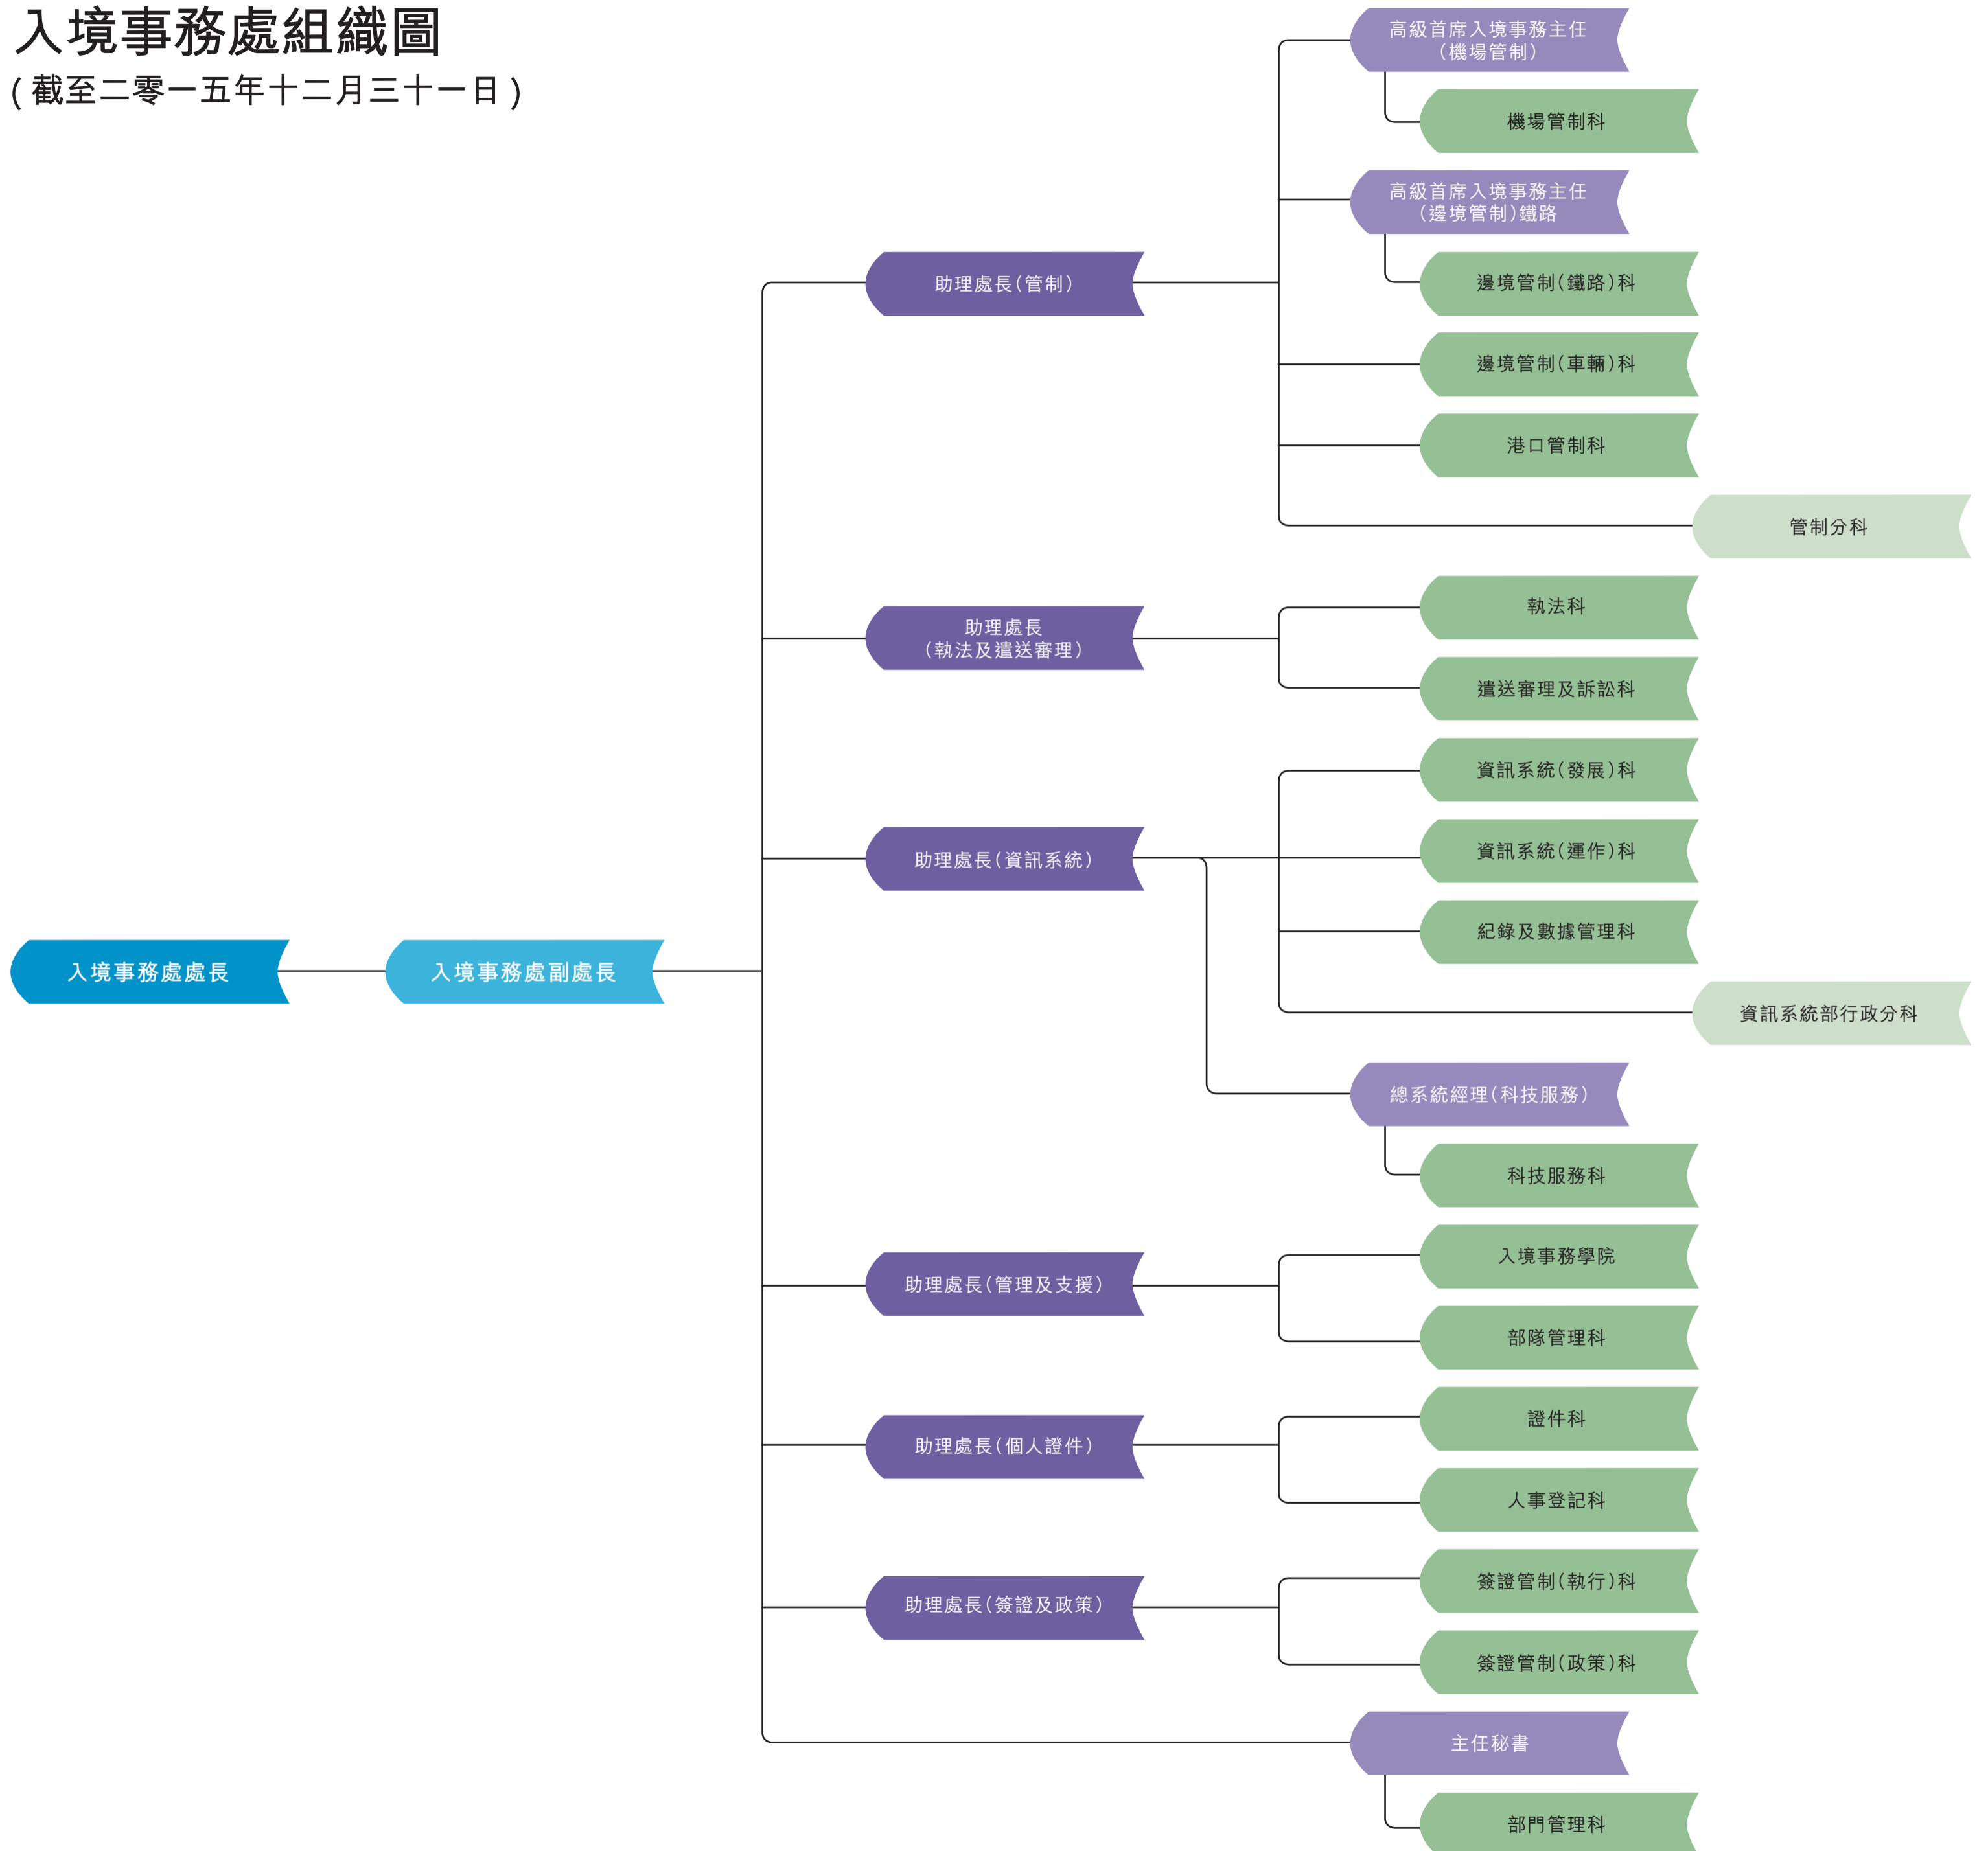 入境事務處組織圖
(截至二零一五年十二月三十一日)
高級首席入境事務主任
(機場管制)
機場管制科
高級首席入境事務主任
(邊境管制)鐵路
助理處長(管制)
邊境管制(鐵路)科
邊境管制(車輛)科
港口管制科
管制分科
助理處長
(執法及遣送審理)
執法科
遣送審理及訴訟科
資訊系統(發展)科
助理處長(資訊系統)
資訊系統(運作)科
紀錄及數據管理科
入境事務處處長
入境事務處副處長
資訊系統部行政分科
總系統經理(科技服務)
科技服務科
助理處長(管理及支援)
入境事務學院
部隊管理科
助理處長(個人證件)
證件科
人事登記科
助理處長(簽證及政策)
簽證管制(執行)科
簽證管制(政策)科
主任秘書
部門管理科